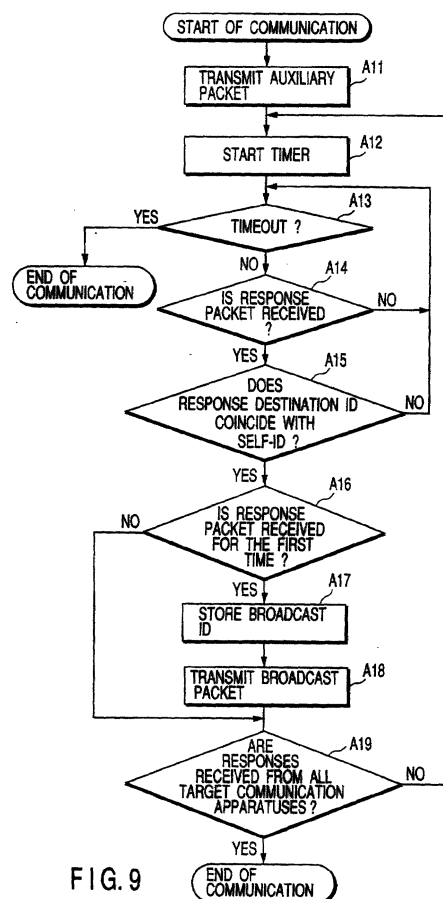 START OF COMMUNICATION
A11
TRANSMIT AUXILIARY
PACKET
A12
START TIMER
A13
YES
TIMEOUT ?
END OF
COMMUNICATION
NO
A14
IS RESPONSE
PACKET RECEIVED
?
NO
YES
A15
DOES
RESPONSE DESTINATION ID
COINCIDE WITH
SELF-ID ?
NO
YES
A16
NO
IS RESPONSE
PACKET RECEIVED
FOR THE FIRST
TIME ?
YES
A17
STORE BROADCAST
ID
A18
TRANSMIT BROADCAST
PACKET
A19
ARE
RESPONSES
RECEIVED FROM ALL
TARGET COMMUNICATION
APPARATUSES ?
NO
YES
END OF
COMMUNICATION
FIG. 9